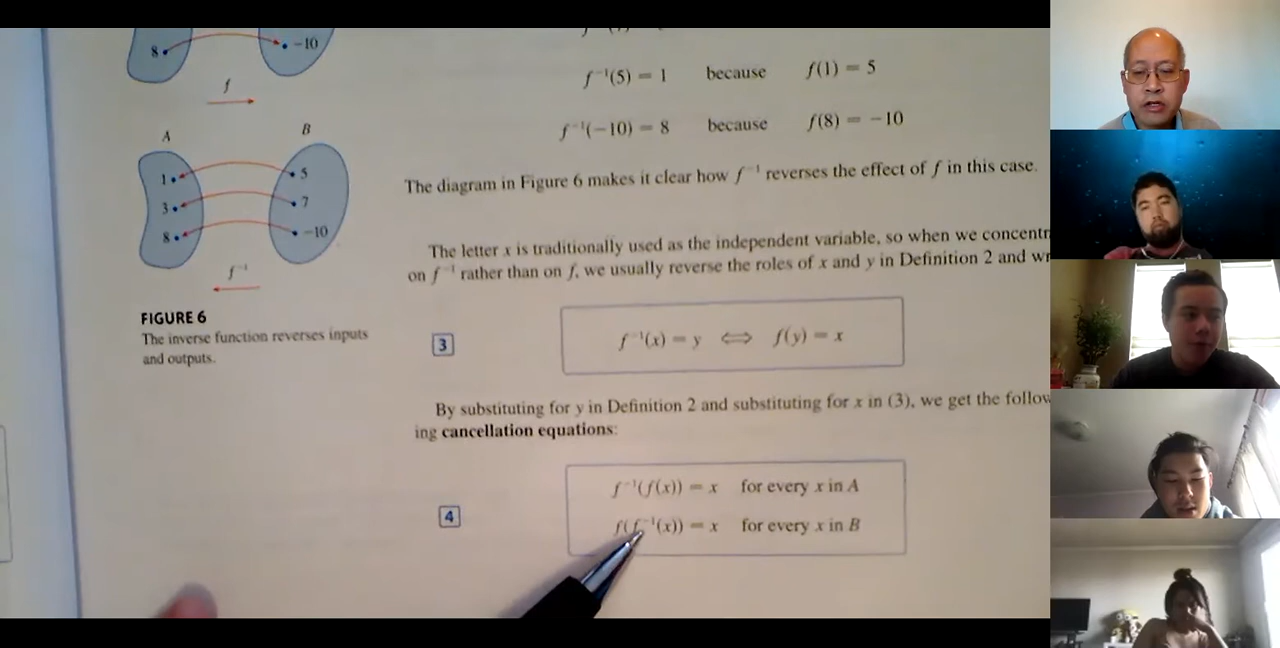 8
-10
f
f⁻¹(5) = 1 because f(1) = 5
f⁻¹(-10) = 8 because f(8) = -10
The diagram in Figure 6 makes it clear how f⁻¹ reverses the effect of f in this case.
A B
1 5
3 7
8 -10
f⁻¹
FIGURE 6
The inverse function reverses inputs
and outputs.
The letter x is traditionally used as the independent variable, so when we concentr
on f⁻¹ rather than on f, we usually reverse the roles of x and y in Definition 2 and wr
3 f⁻¹(x) = y ⟺ f(y) = x
By substituting for y in Definition 2 and substituting for x in (3), we get the follow
ing cancellation equations:
4
f⁻¹(f(x)) = x for every x in A
f(f⁻¹(x)) = x for every x in B